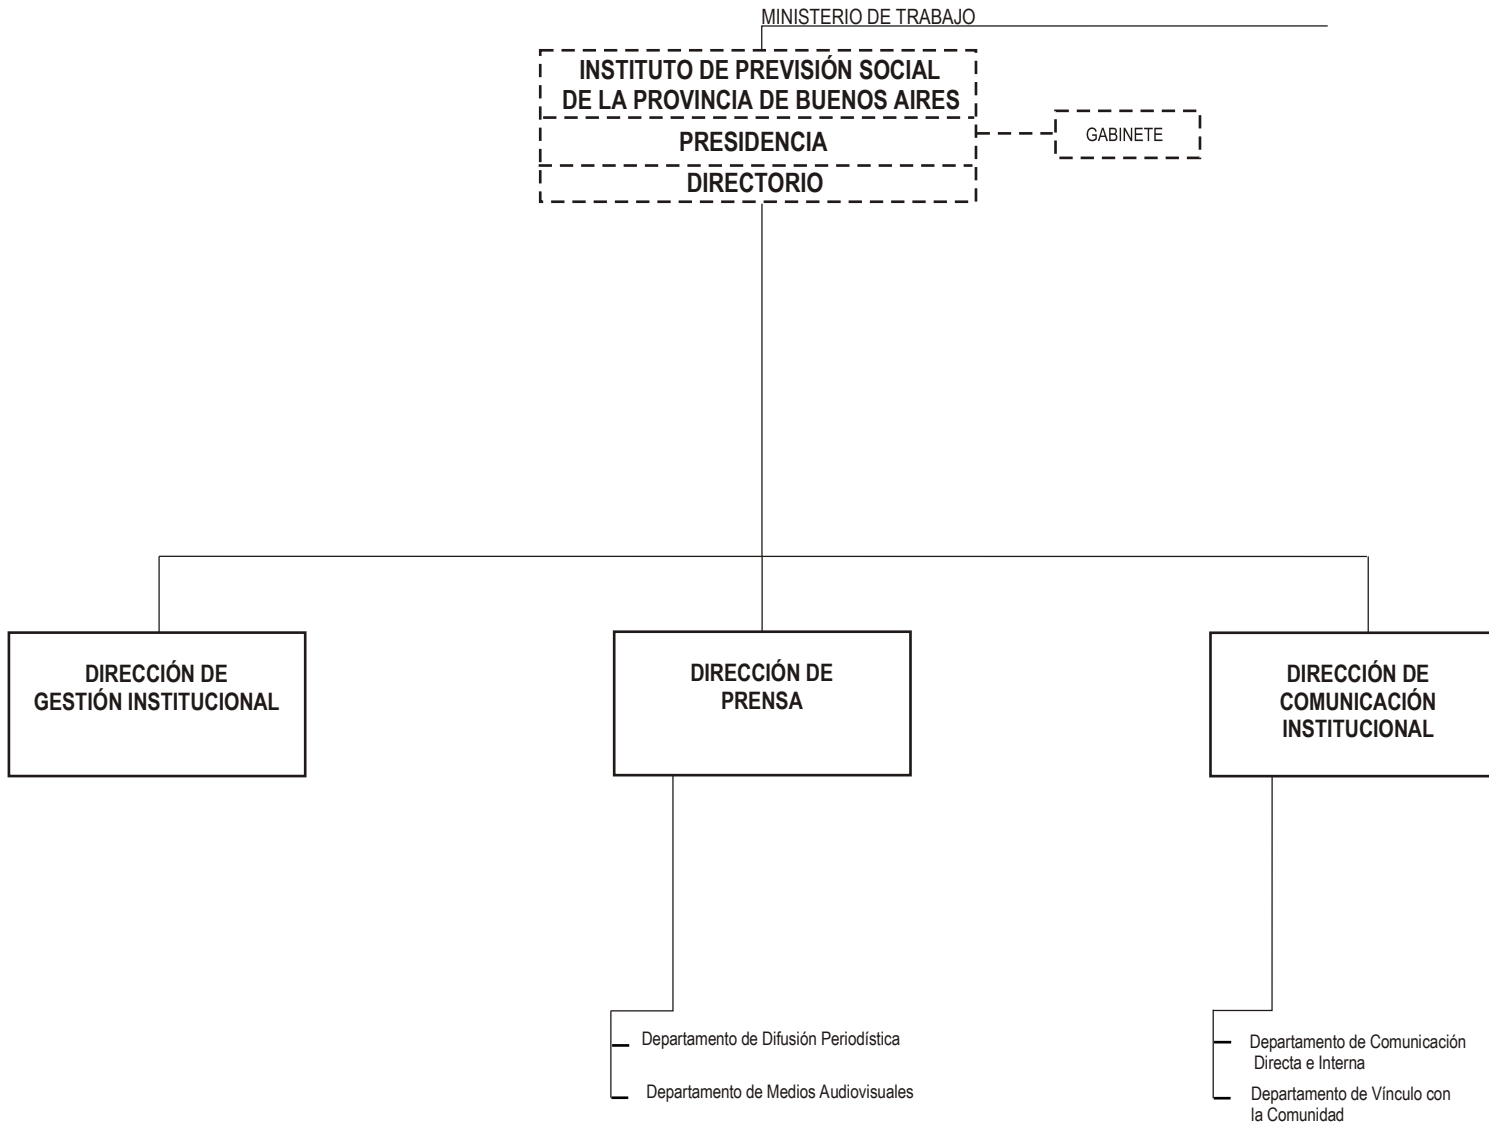 MINISTERIO DE TRABAJO
INSTITUTO DE PREVISIÓN SOCIAL
DE LA PROVINCIA DE BUENOS AIRES
PRESIDENCIA
GABINETE
DIRECTORIO
DIRECCIÓN DE
GESTIÓN INSTITUCIONAL
DIRECCIÓN DE
PRENSA
DIRECCIÓN DE
COMUNICACIÓN
INSTITUCIONAL
Departamento de Difusión Periodística
Departamento de Medios Audiovisuales
Departamento de Comunicación
Directa e Interna
Departamento de Vínculo con
la Comunidad